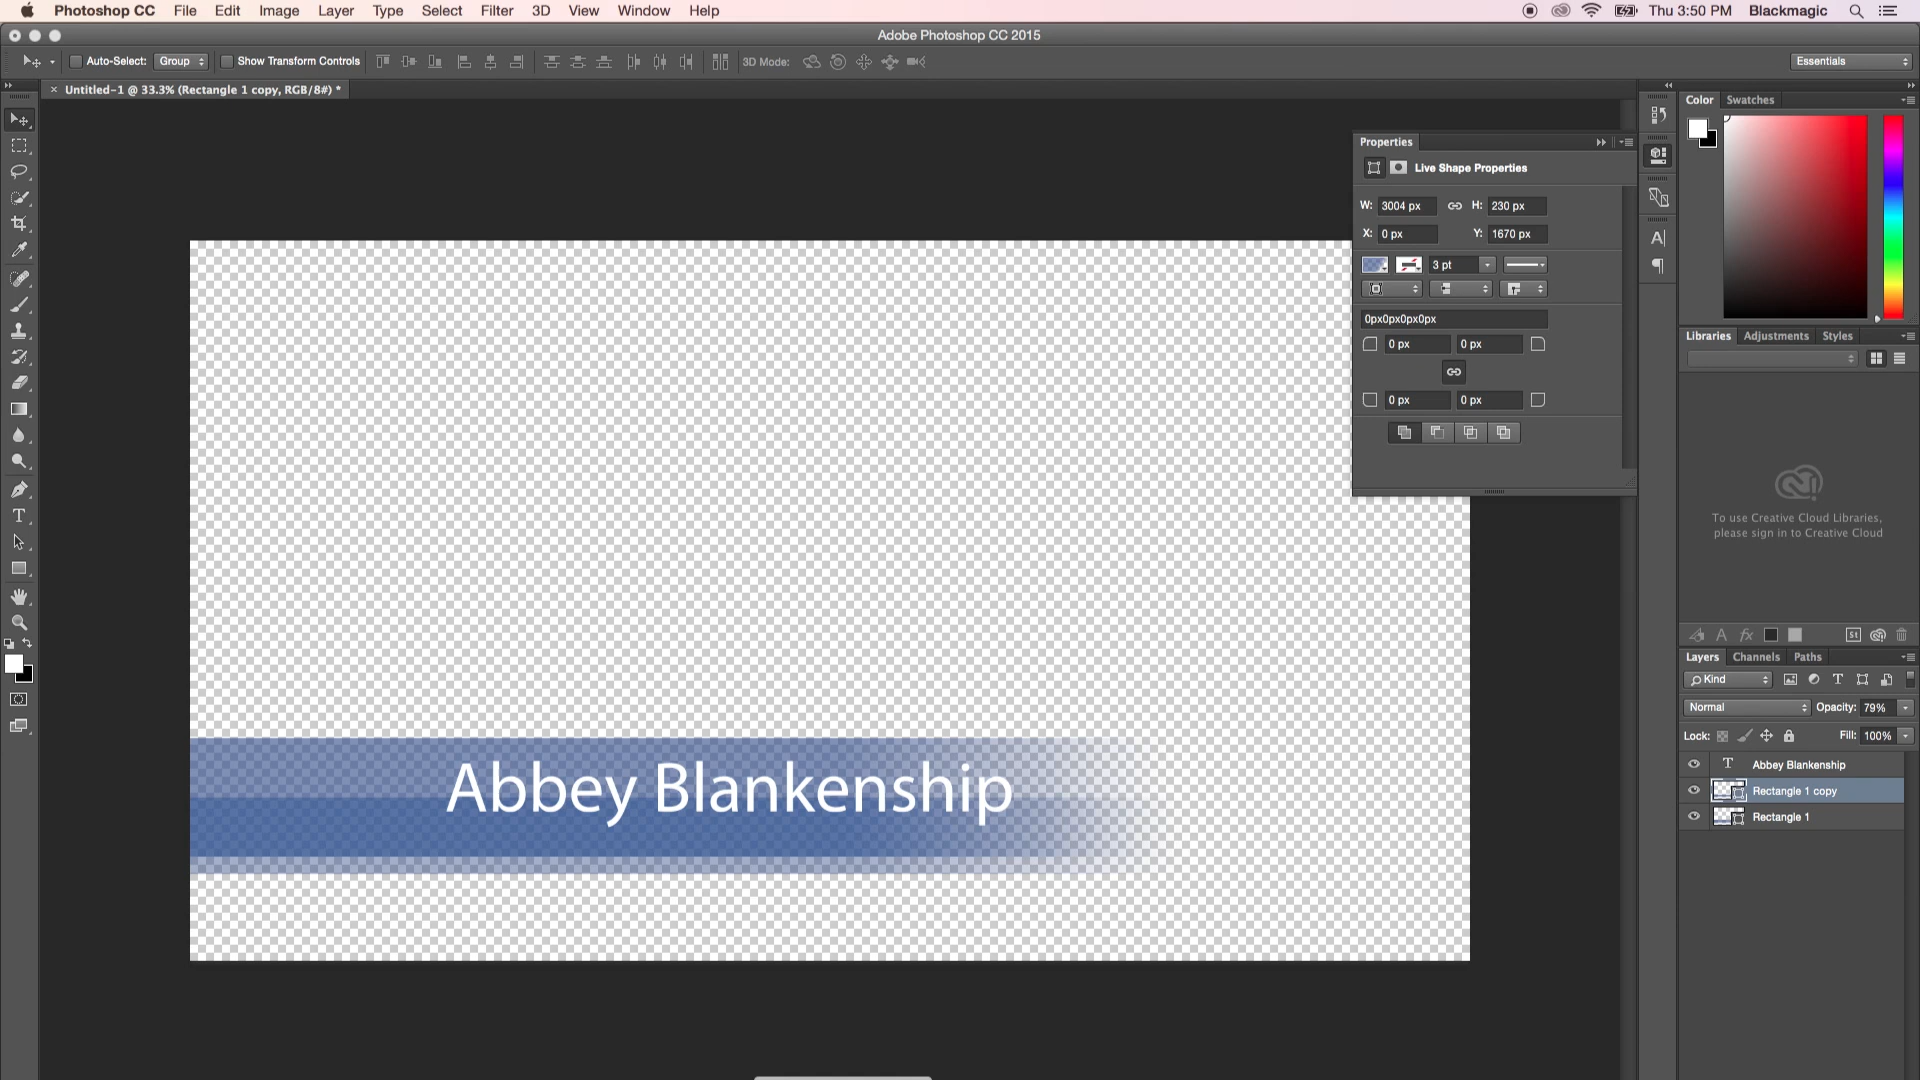 Photoshop CC File Edit Image Layer Type Select Filter 3D View Window Help Thu 3:50 PM Blackmagic
Adobe Photoshop CC 2015
Auto-Select: Group Show Transform Controls 3D Mode: Essentials
× Untitled-1 @ 33.3% (Rectangle 1 copy, RGB/8#) *
Color Swatches
Properties
Live Shape Properties
W: 3004 px H: 230 px
X: 0 px Y: 1670 px
3 pt
0px0px0px0px
0 px 0 px
0 px 0 px
Libraries Adjustments Styles
To use Creative Cloud Libraries,
please sign in to Creative Cloud
A fx St
Layers Channels Paths
Kind T
Normal Opacity: 79%
Lock: Fill: 100%
T Abbey Blankenship
Rectangle 1 copy
Rectangle 1
Abbey Blankenship